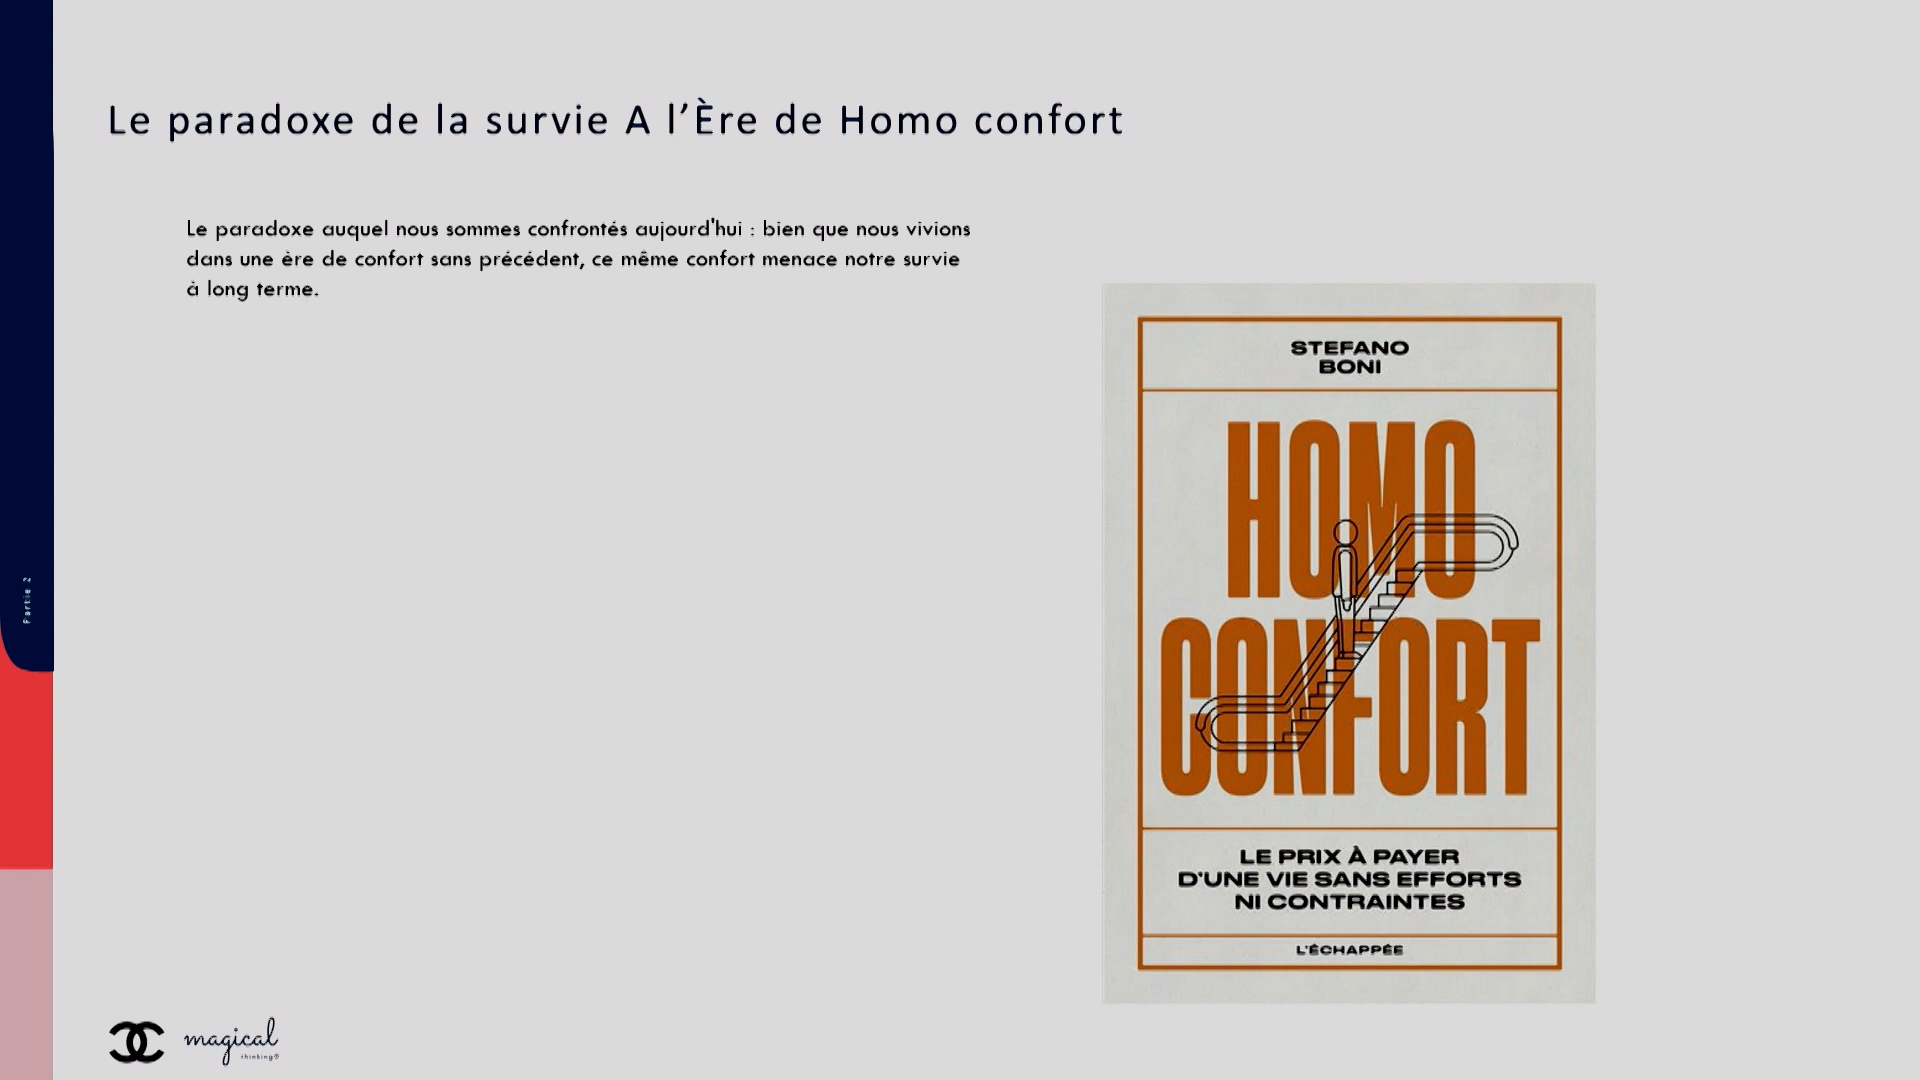 Le paradoxe de la survie A l’Ère de Homo confort
Le paradoxe auquel nous sommes confrontés aujourd'hui : bien que nous vivions
dans une ère de confort sans précédent, ce même confort menace notre survie
à long terme.
STEFANO
BONI
HOMO
CONFORT
LE PRIX À PAYER
D'UNE VIE SANS EFFORTS
NI CONTRAINTES
L'ÉCHAPPÉE
Partie 2
magical
thinking®